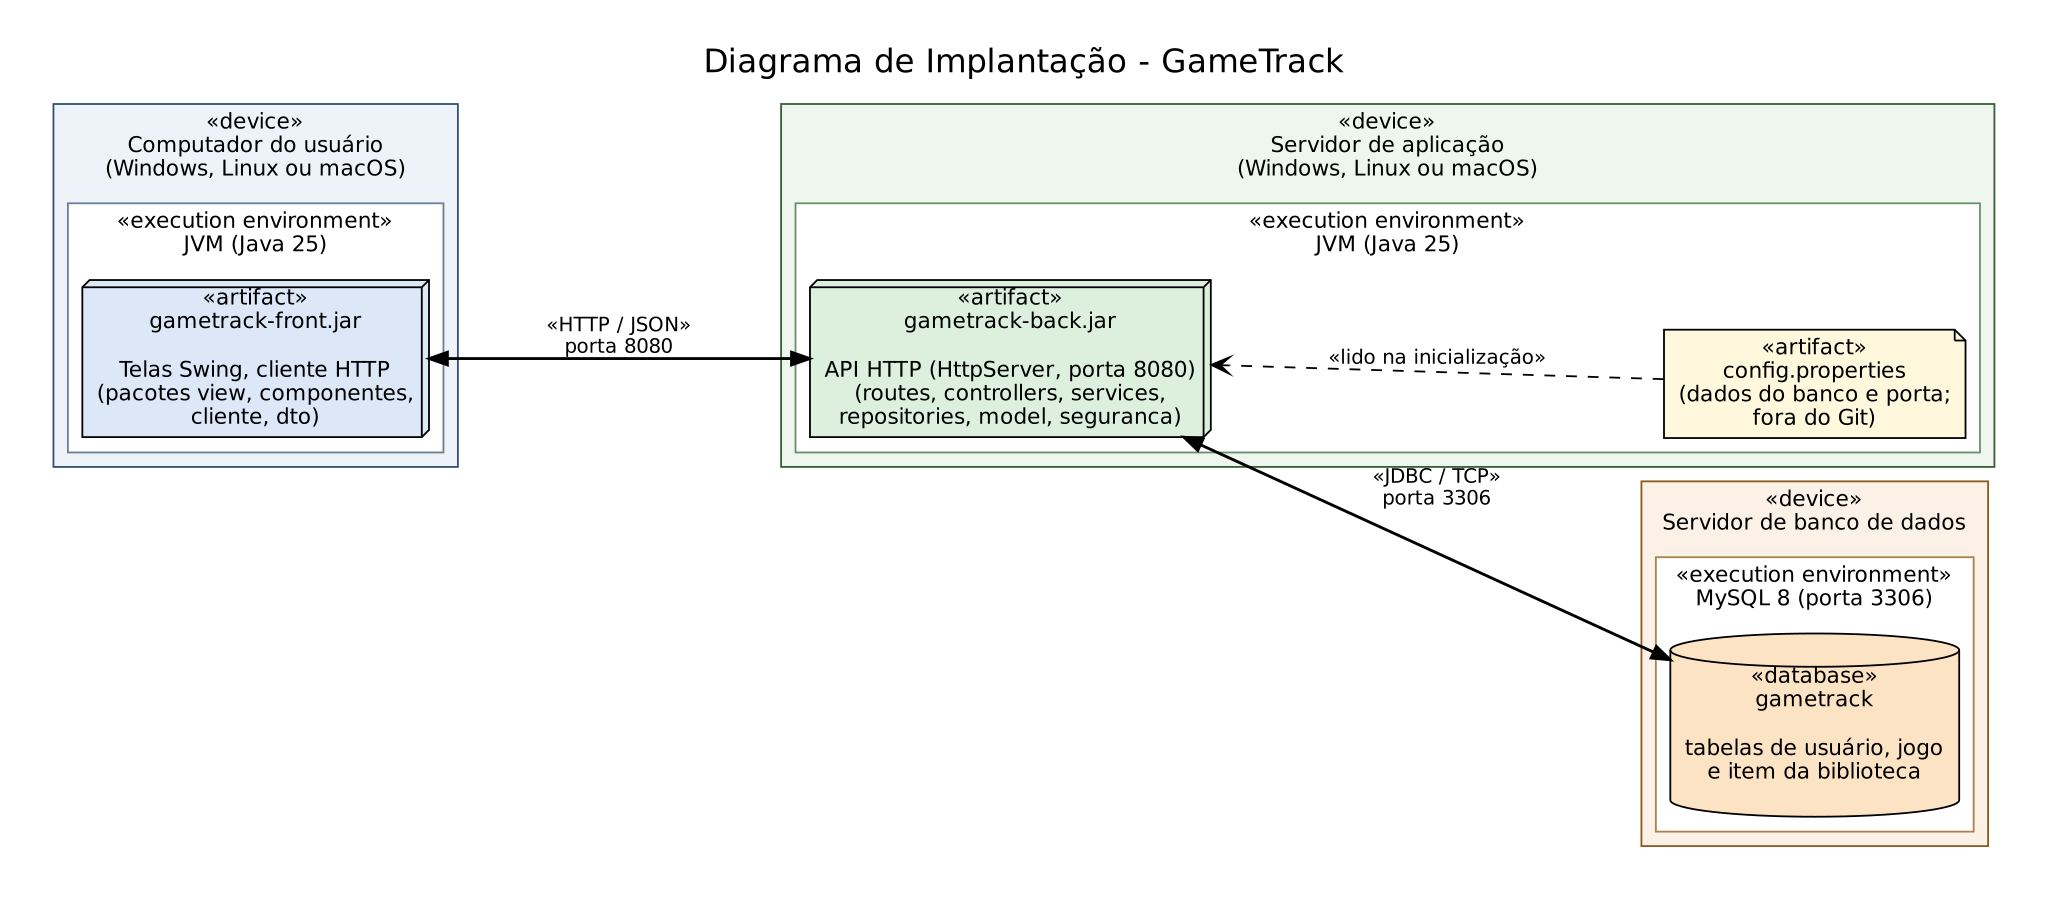 Diagrama de Implantação - GameTrack
«device»
Computador do usuário
(Windows, Linux ou macOS)
«execution environment»
JVM (Java 25)
«artifact»
gametrack-front.jar
Telas Swing, cliente HTTP
(pacotes view, componentes,
cliente, dto)
«HTTP / JSON»
porta 8080
«device»
Servidor de aplicação
(Windows, Linux ou macOS)
«execution environment»
JVM (Java 25)
«artifact»
gametrack-back.jar
API HTTP (HttpServer, porta 8080)
(routes, controllers, services,
repositories, model, seguranca)
«lido na inicialização»
«artifact»
config.properties
(dados do banco e porta;
fora do Git)
«JDBC / TCP»
porta 3306
«device»
Servidor de banco de dados
«execution environment»
MySQL 8 (porta 3306)
«database»
gametrack
tabelas de usuário, jogo
e item da biblioteca